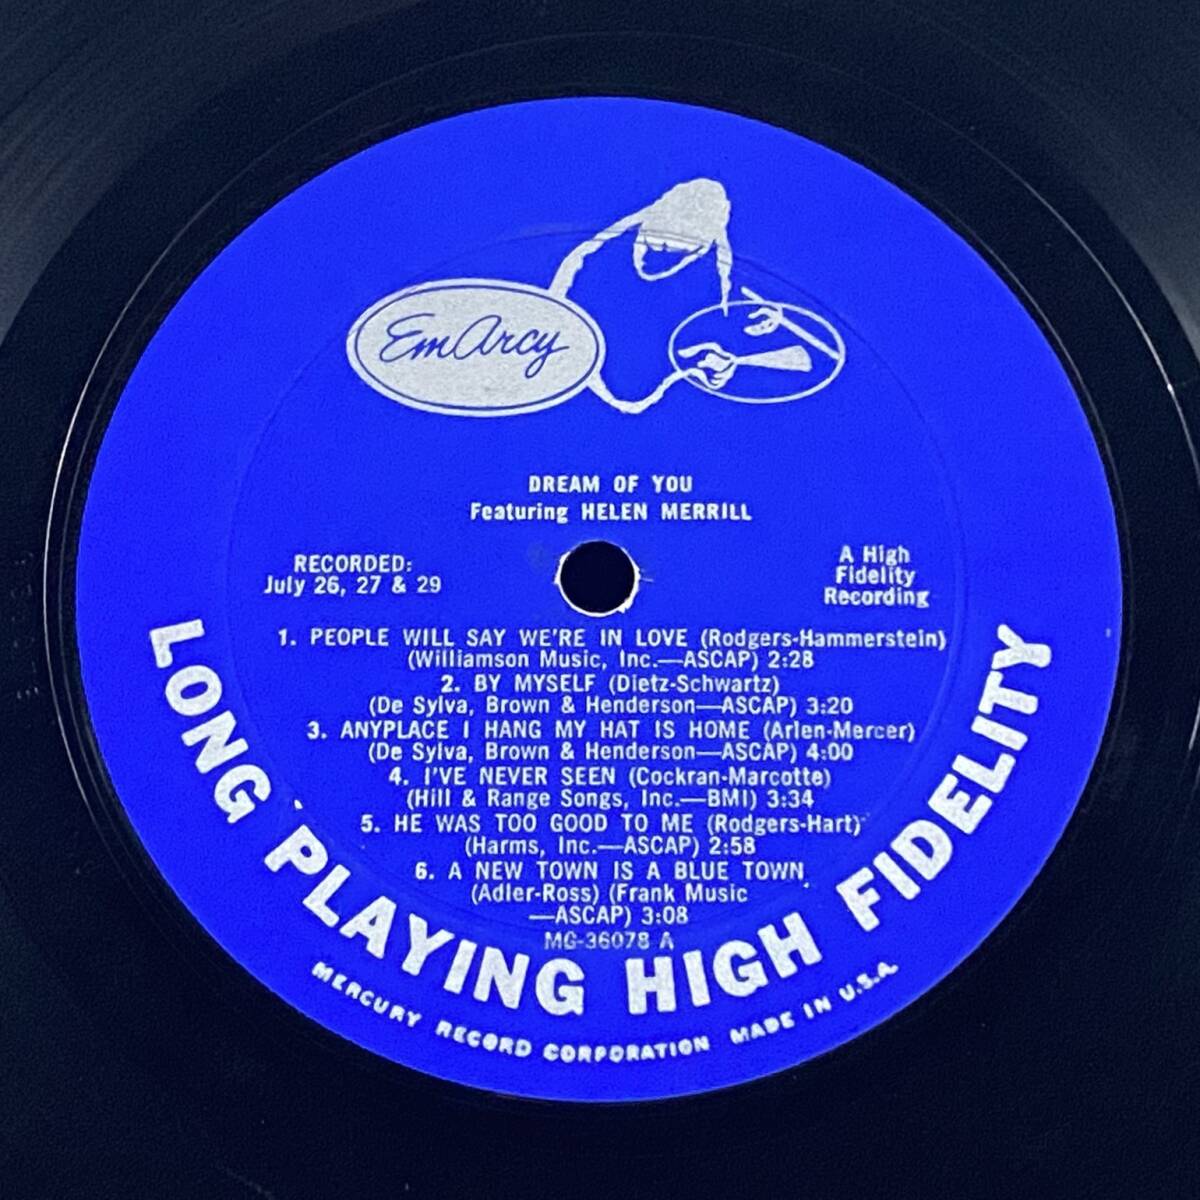 EmArcy
DREAM OF YOU
Featuring HELEN MERRILL
RECORDED:
July 26, 27 & 29
A High
Fidelity
Recording
1. PEOPLE WILL SAY WE'RE IN LOVE (Rodgers-Hammerstein)
(Williamson Music, Inc.—ASCAP) 2:28
2. BY MYSELF (Dietz-Schwartz)
(De Sylva, Brown & Henderson—ASCAP) 3:20
3. ANYPLACE I HANG MY HAT IS HOME (Arlen-Mercer)
(De Sylva, Brown & Henderson—ASCAP) 4:00
4. I'VE NEVER SEEN (Cockran-Marcotte)
(Hill & Range Songs, Inc.—BMI) 3:34
5. HE WAS TOO GOOD TO ME (Rodgers-Hart)
(Harms, Inc.—ASCAP) 2:58
6. A NEW TOWN IS A BLUE TOWN
(Adler-Ross) (Frank Music
—ASCAP) 3:08
MG-36078 A
LONG PLAYING HIGH FIDELITY
MERCURY RECORD CORPORATION MADE IN U.S.A.